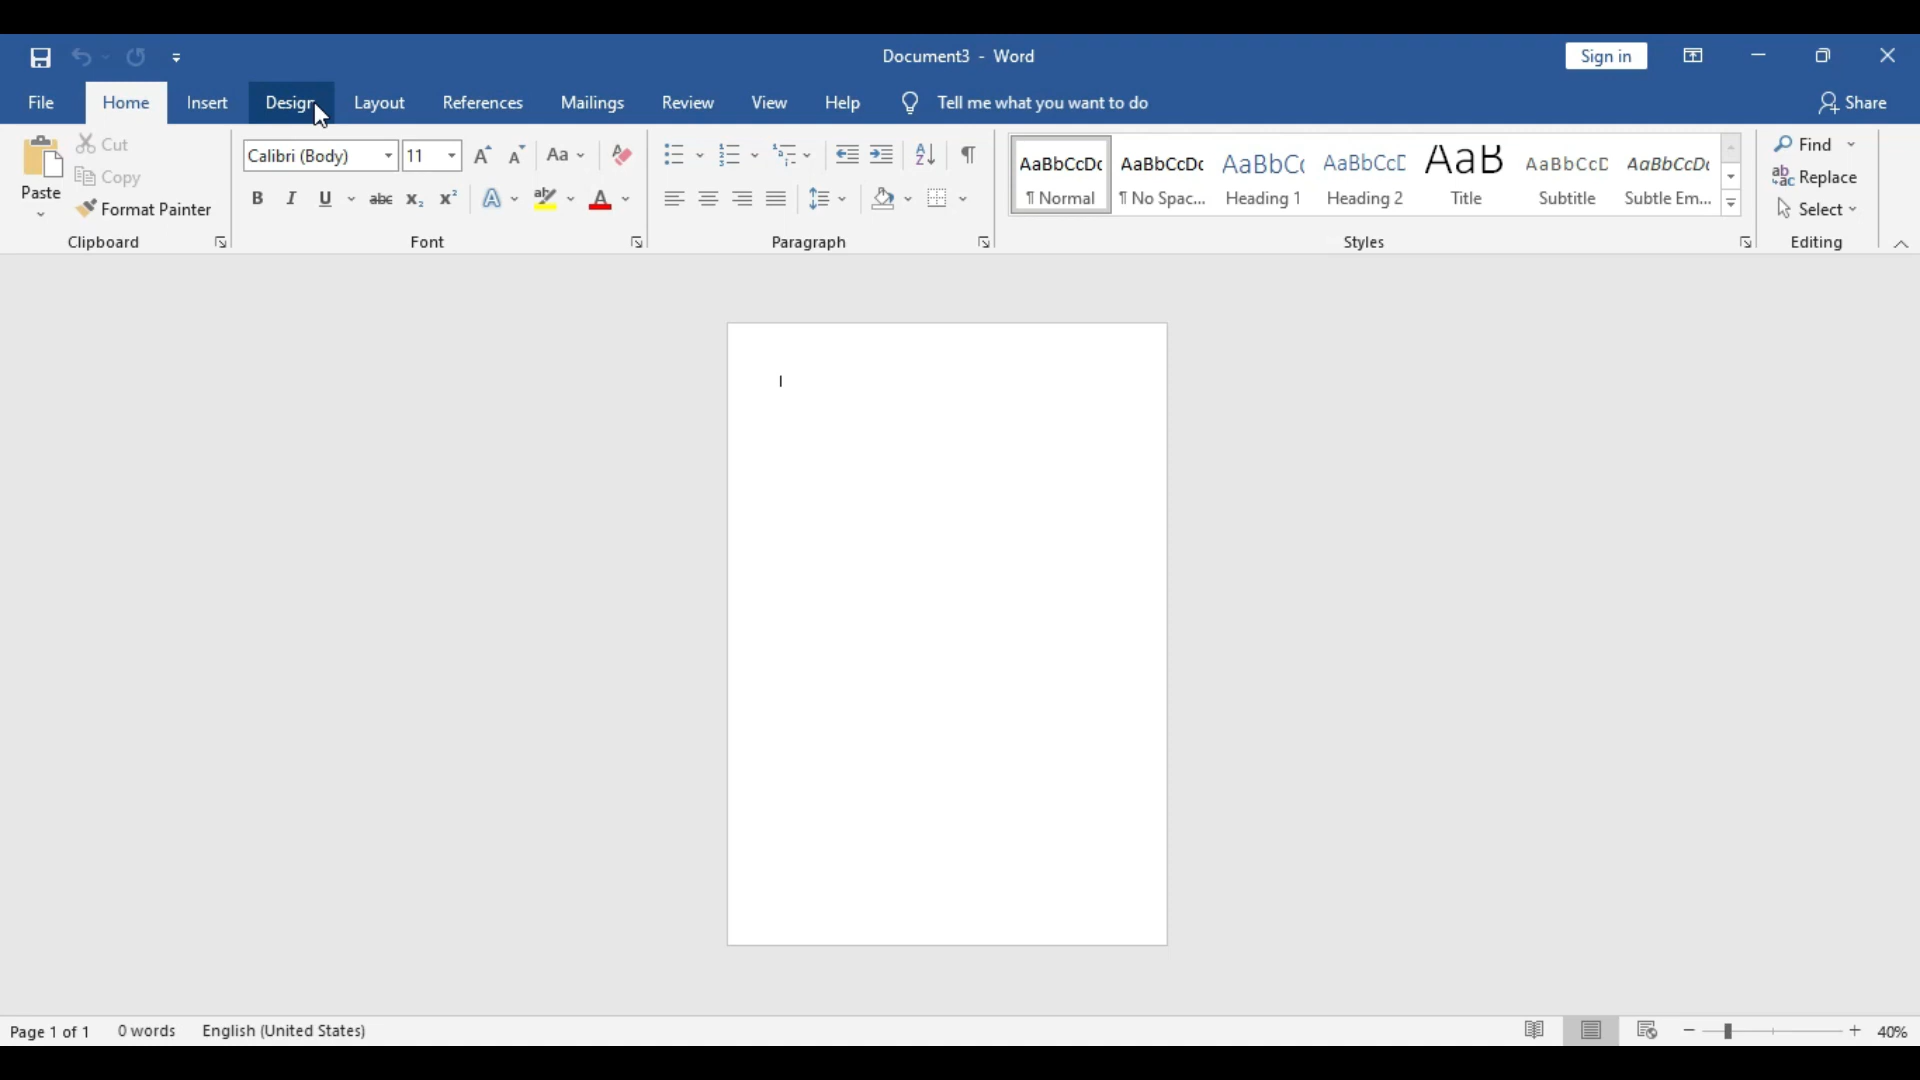 Document3 - Word
Sign in
File Home Insert Design Layout References Mailings Review View Help Tell me what you want to do Share
Paste
Cut
Copy
Format Painter
Clipboard
Calibri (Body) 11
Font
Paragraph
AaBbCcDc AaBbCcDc AaBbCc AaBbCcD AaB AaBbCcD AaBbCcDc
¶ Normal ¶ No Spac... Heading 1 Heading 2 Title Subtitle Subtle Em...
Styles
Find
Replace
Select
Editing
Page 1 of 1 0 words English (United States) 40%